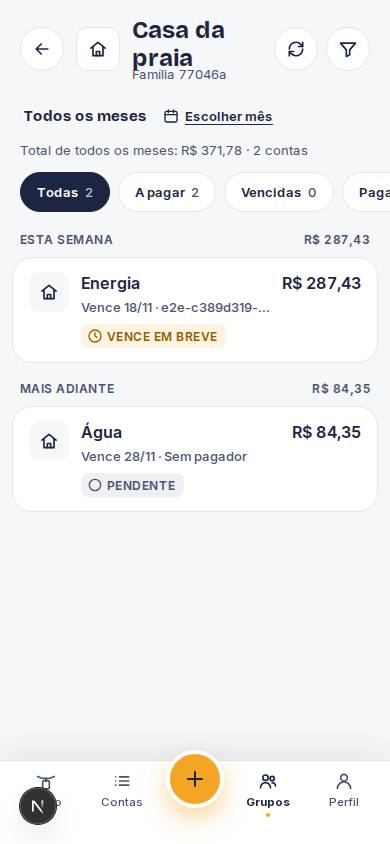 Casa da
praia
Família 77046a
Todos os meses Escolher mês
Total de todos os meses: R$ 371,78 · 2 contas
Todas 2 A pagar 2 Vencidas 0 Paga
ESTA SEMANA R$ 287,43
Energia R$ 287,43
Vence 18/11 · e2e-c389d319-...
VENCE EM BREVE
MAIS ADIANTE R$ 84,35
Água R$ 84,35
Vence 28/11 · Sem pagador
PENDENTE
Contas Grupos Perfil